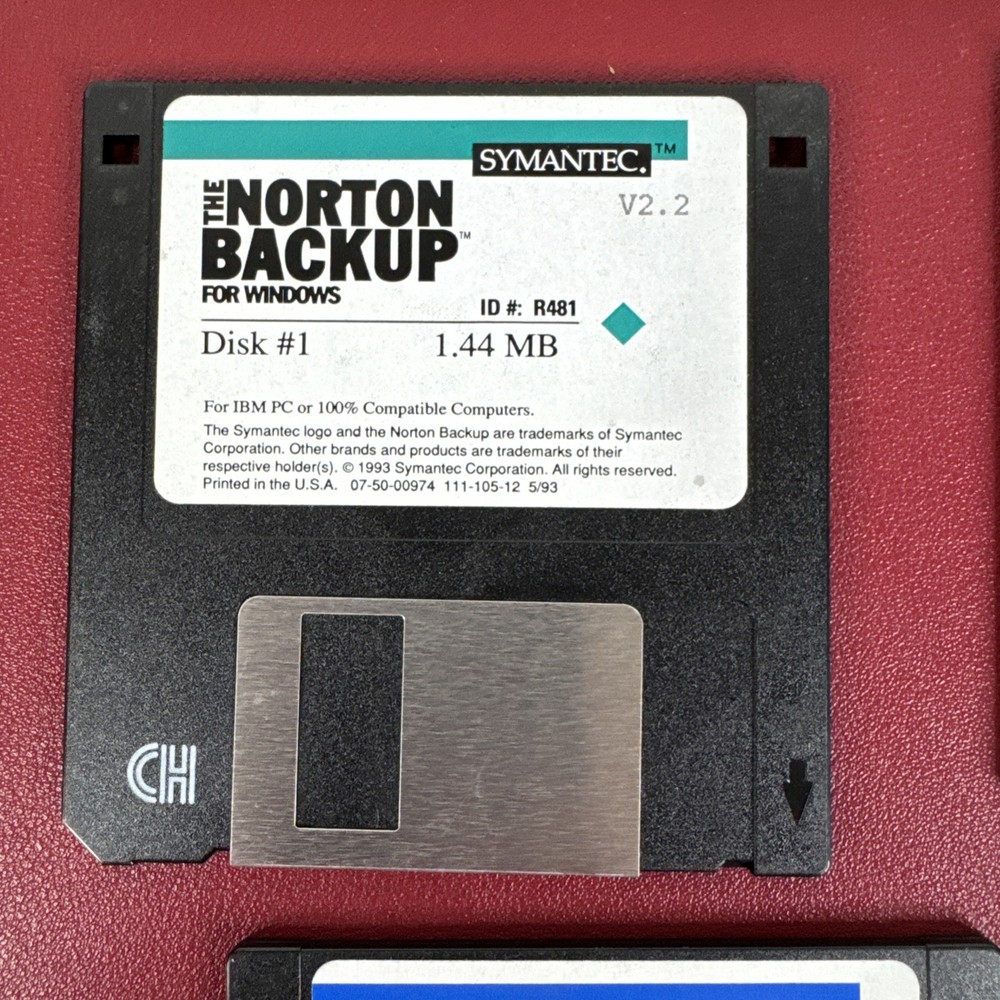 SYMANTEC.™
V2.2
THE NORTON
BACKUP™
FOR WINDOWS
ID #: R481
Disk #1 1.44 MB
For IBM PC or 100% Compatible Computers.
The Symantec logo and the Norton Backup are trademarks of Symantec
Corporation. Other brands and products are trademarks of their
respective holder(s). © 1993 Symantec Corporation. All rights reserved.
Printed in the U.S.A. 07-50-00974 111-105-12 5/93
CH